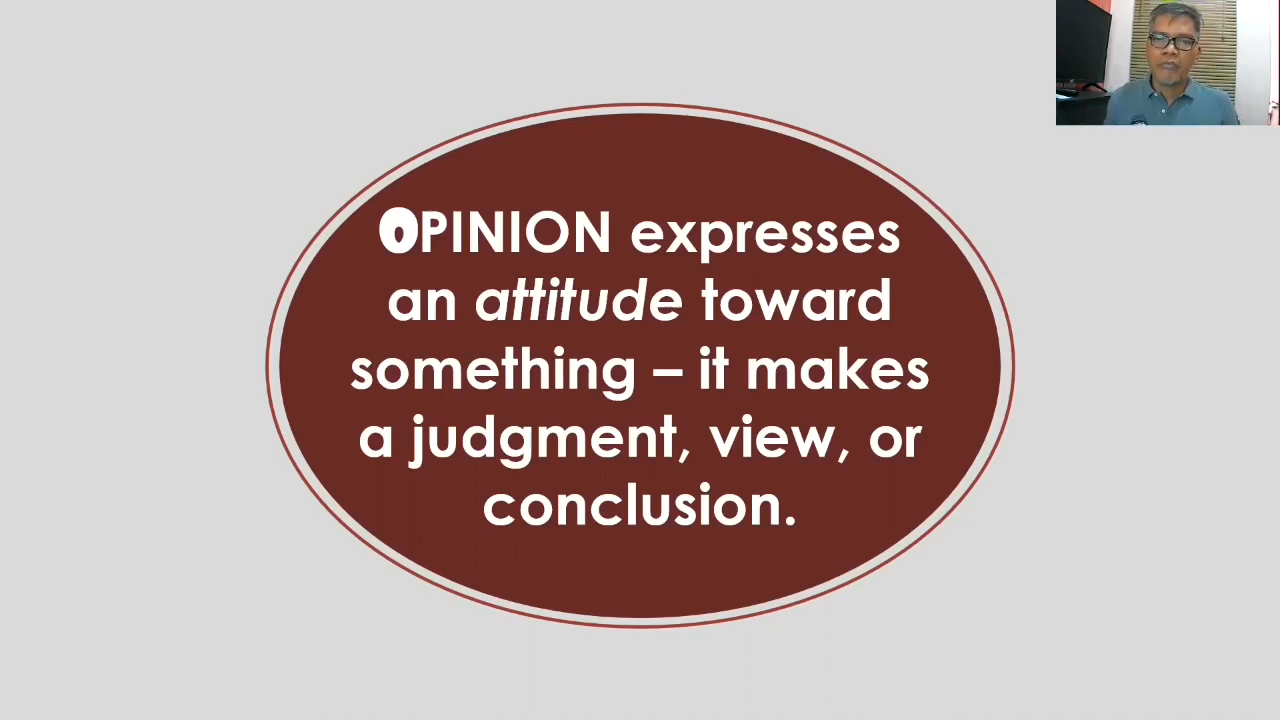 OPINION expresses
an attitude toward
something – it makes
a judgment, view, or
conclusion.